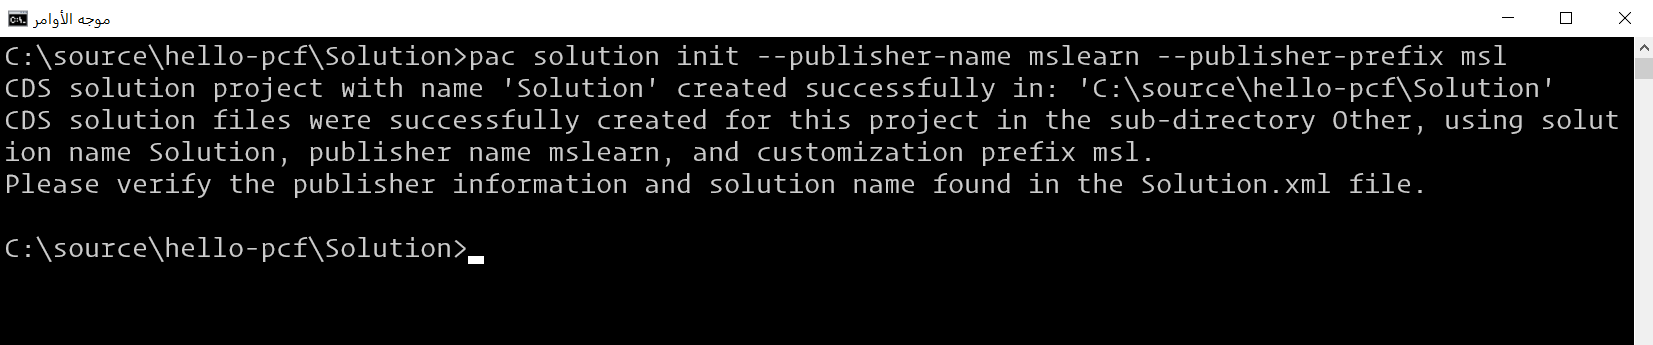 موجه الأوامر
C:\source\hello-pcf\Solution>pac solution init --publisher-name mslearn --publisher-prefix msl
CDS solution project with name 'Solution' created successfully in: 'C:\source\hello-pcf\Solution'
CDS solution files were successfully created for this project in the sub-directory Other, using solut
ion name Solution, publisher name mslearn, and customization prefix msl.
Please verify the publisher information and solution name found in the Solution.xml file.
C:\source\hello-pcf\Solution>